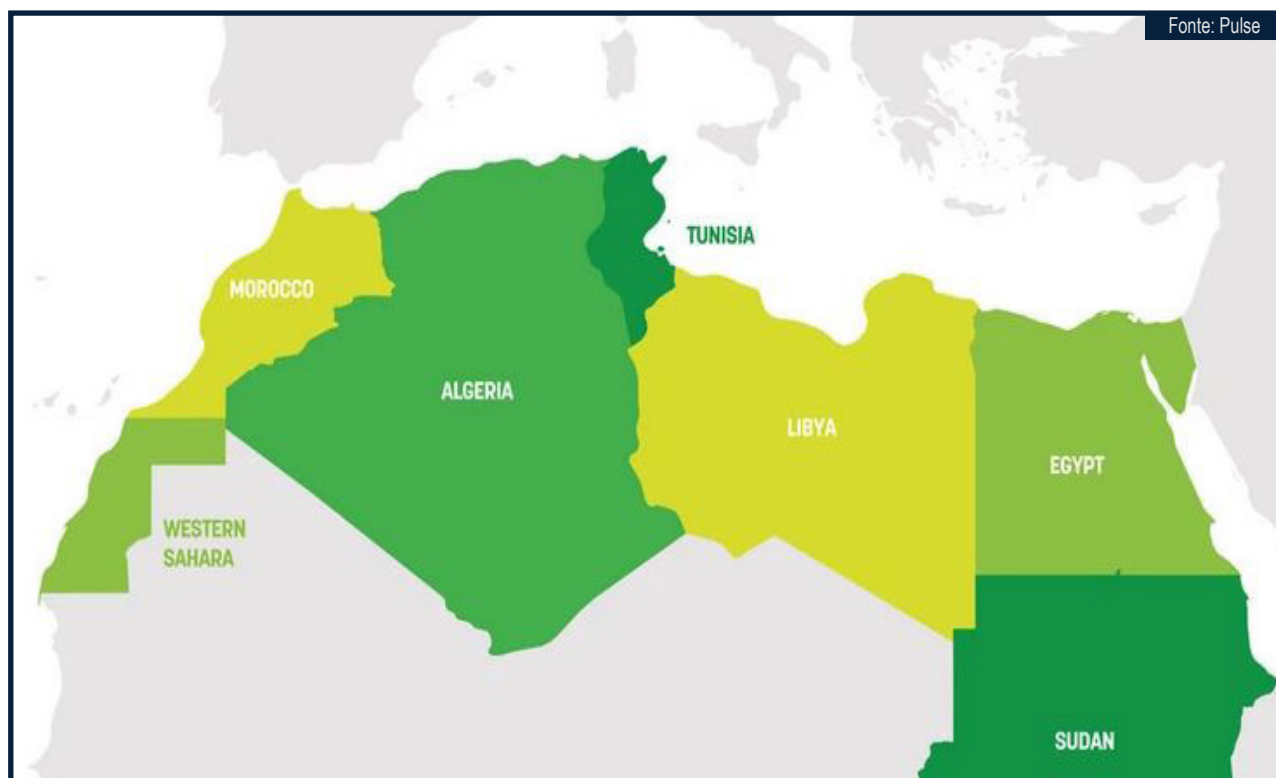 Fonte: Pulse
TUNISIA
MOROCCO
ALGERIA
LIBYA
EGYPT
WESTERN
SAHARA
SUDAN